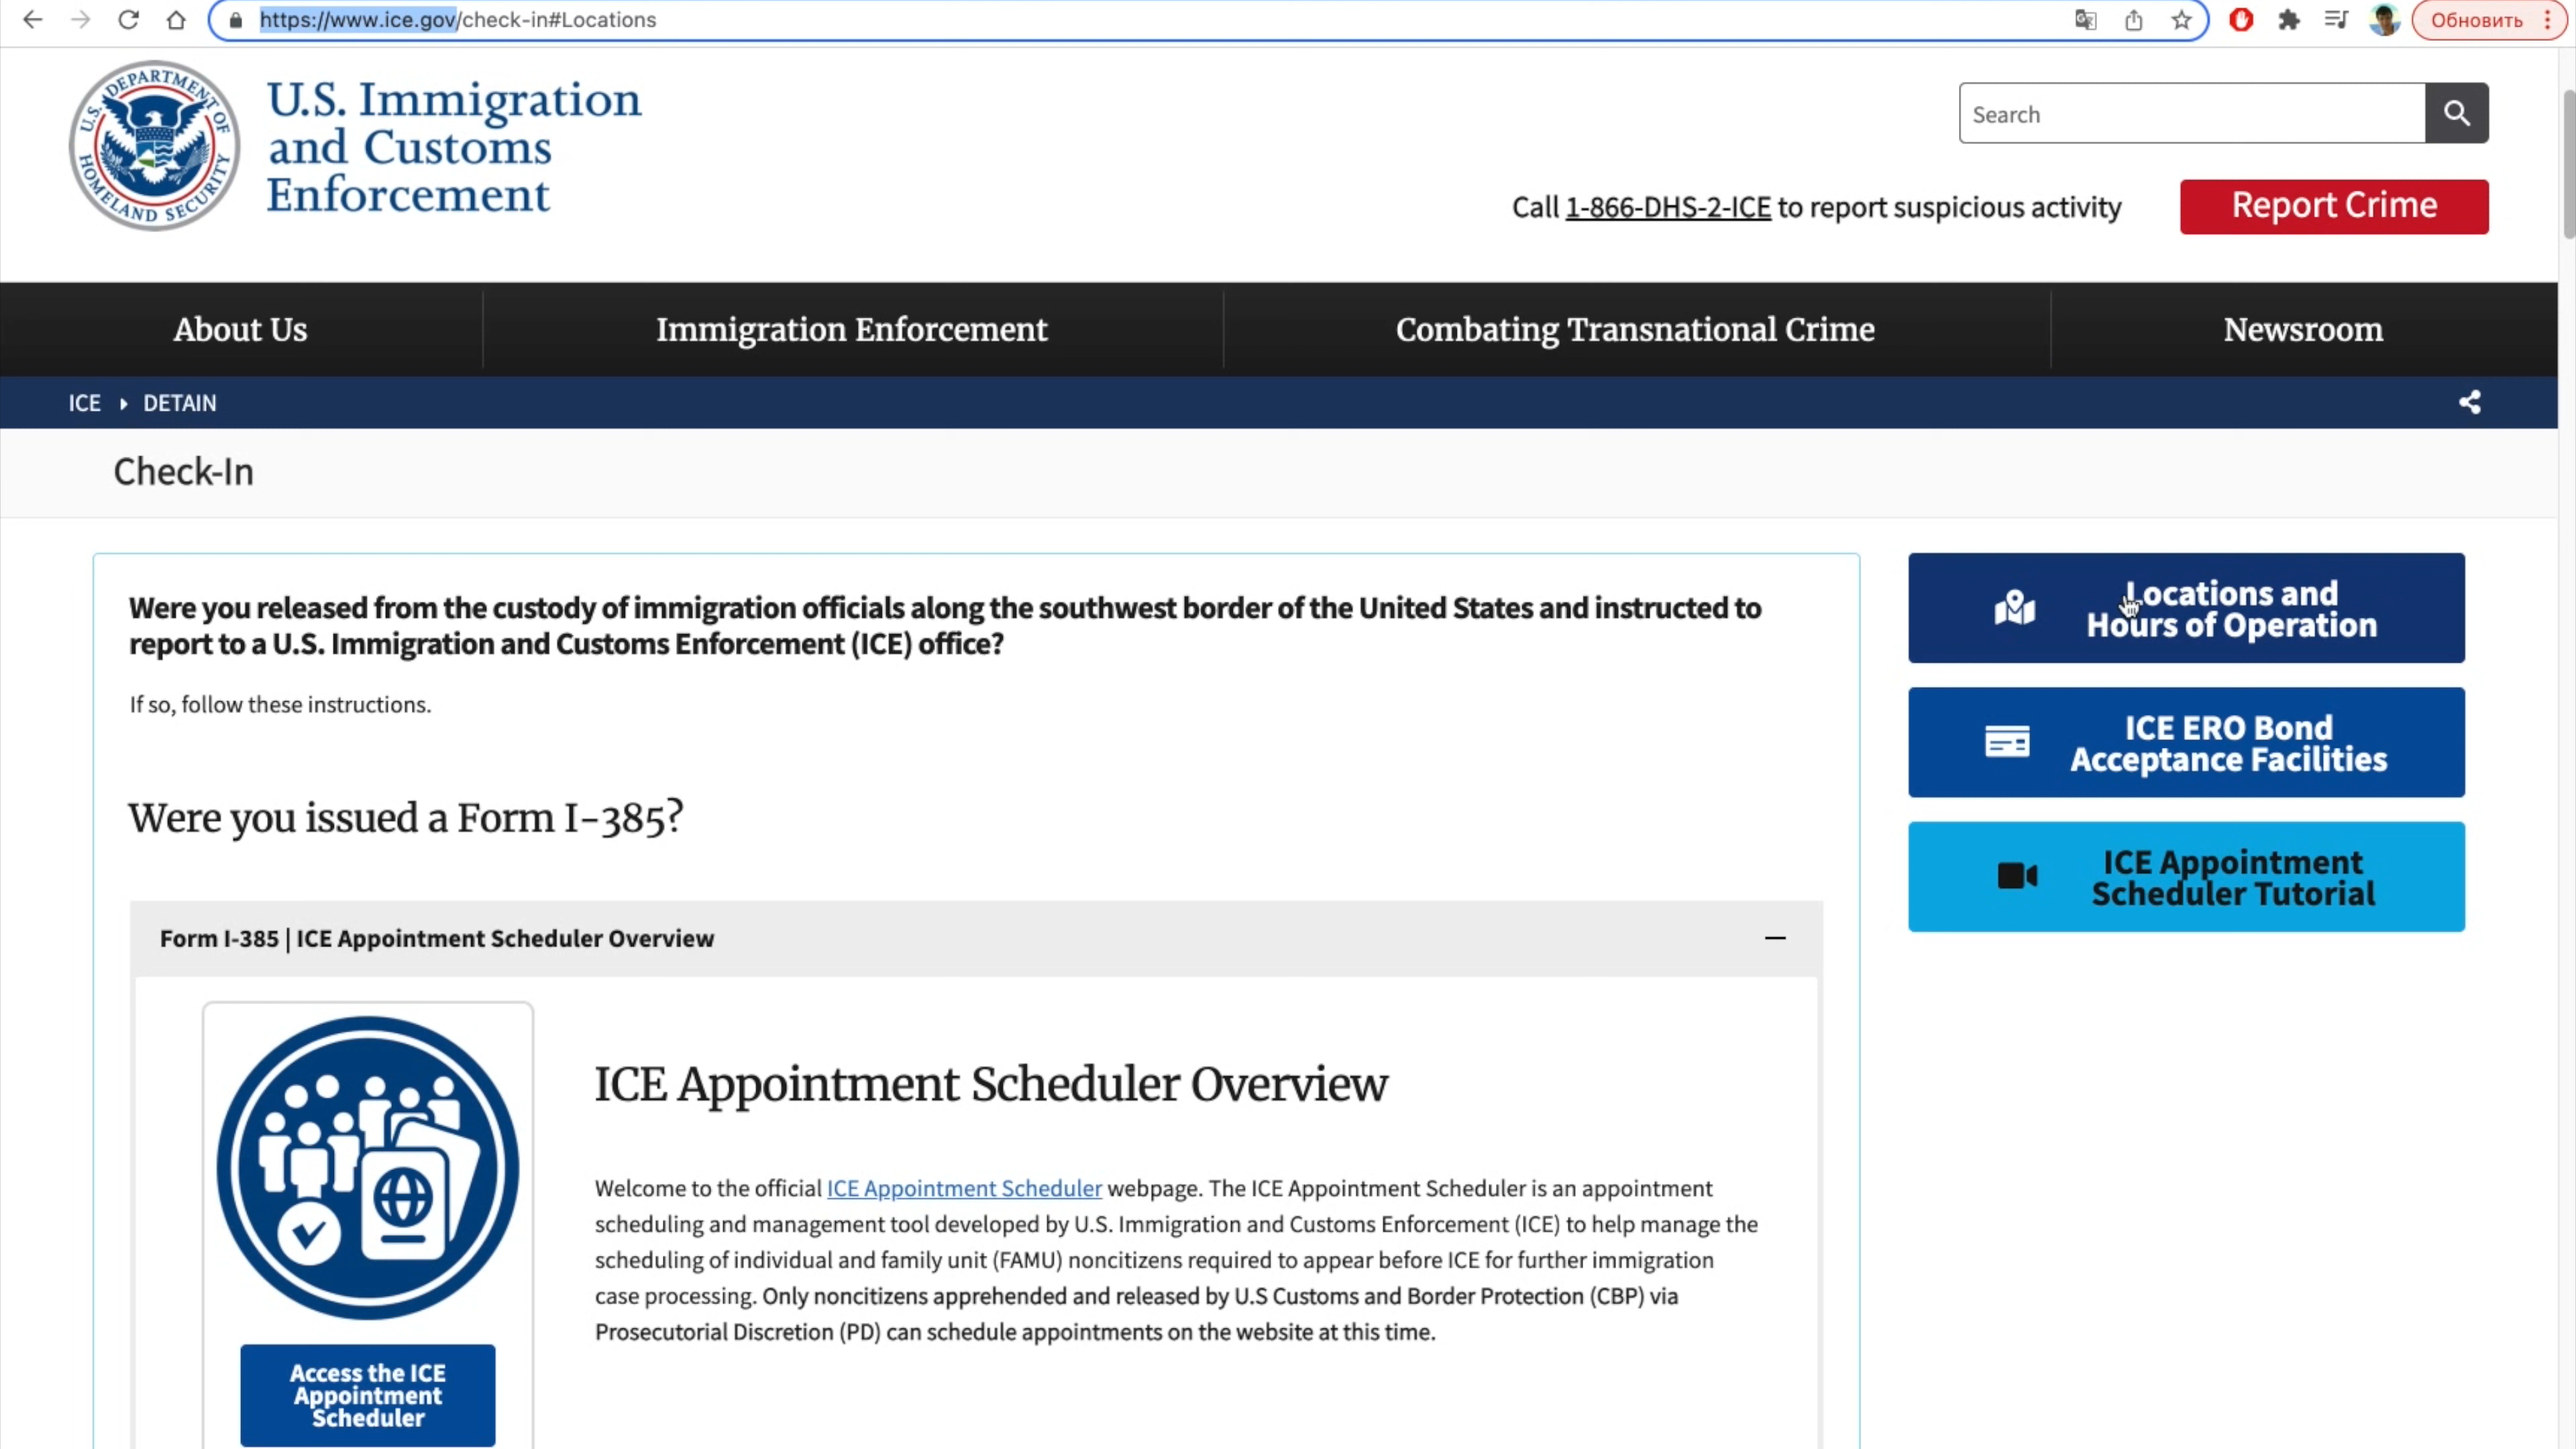 https://www.ice.gov/check-in#Locations
Обновить
U.S. DEPARTMENT OF
HOMELAND SECURITY
U.S. Immigration
and Customs
Enforcement
Search
Call 1-866-DHS-2-ICE to report suspicious activity
Report Crime
About Us
Immigration Enforcement
Combating Transnational Crime
Newsroom
ICE
DETAIN
Check-In
Were you released from the custody of immigration officials along the southwest border of the United States and instructed to
report to a U.S. Immigration and Customs Enforcement (ICE) office?
If so, follow these instructions.
Were you issued a Form I-385?
Form I-385 | ICE Appointment Scheduler Overview
ICE Appointment Scheduler Overview
Welcome to the official ICE Appointment Scheduler webpage. The ICE Appointment Scheduler is an appointment
scheduling and management tool developed by U.S. Immigration and Customs Enforcement (ICE) to help manage the
scheduling of individual and family unit (FAMU) noncitizens required to appear before ICE for further immigration
case processing. Only noncitizens apprehended and released by U.S Customs and Border Protection (CBP) via
Prosecutorial Discretion (PD) can schedule appointments on the website at this time.
Access the ICE
Appointment
Scheduler
Locations and
Hours of Operation
ICE ERO Bond
Acceptance Facilities
ICE Appointment
Scheduler Tutorial